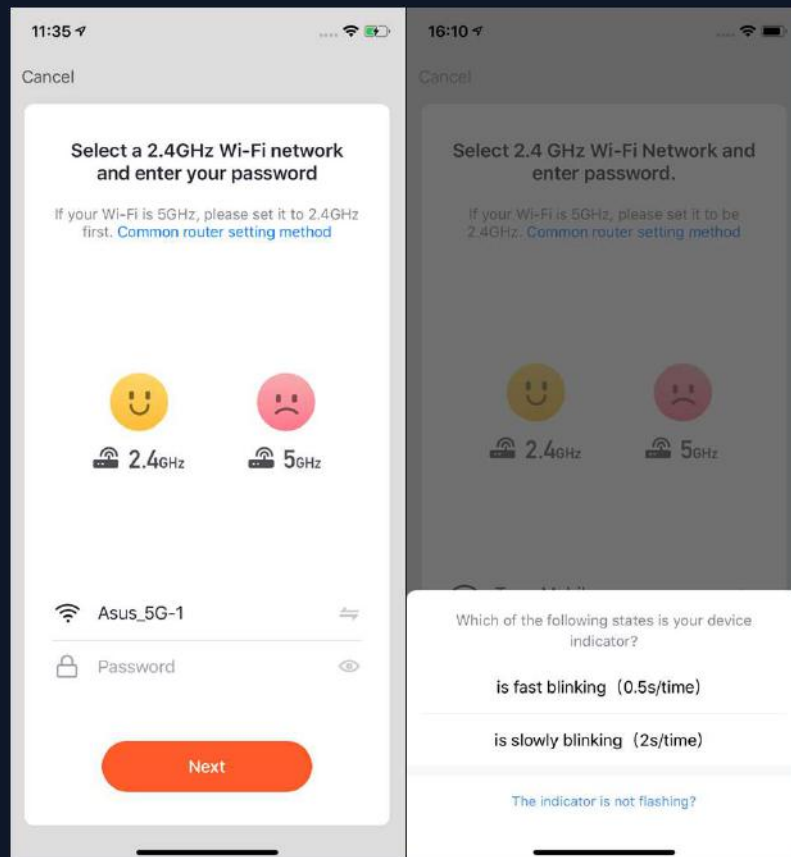 11:35
Cancel
Select a 2.4GHz Wi-Fi network
and enter your password
If your Wi-Fi is 5GHz, please set it to 2.4GHz
first. Common router setting method
2.4GHz
5GHz
Asus_5G-1
Password
Next
16:10
Cancel
Select 2.4 GHz Wi-Fi Network and
enter password.
If your Wi-Fi is 5GHz, please set it to be
2.4GHz. Common router setting method
2.4GHz
5GHz
Which of the following states is your device
indicator?
is fast blinking（0.5s/time）
is slowly blinking（2s/time）
The indicator is not flashing?